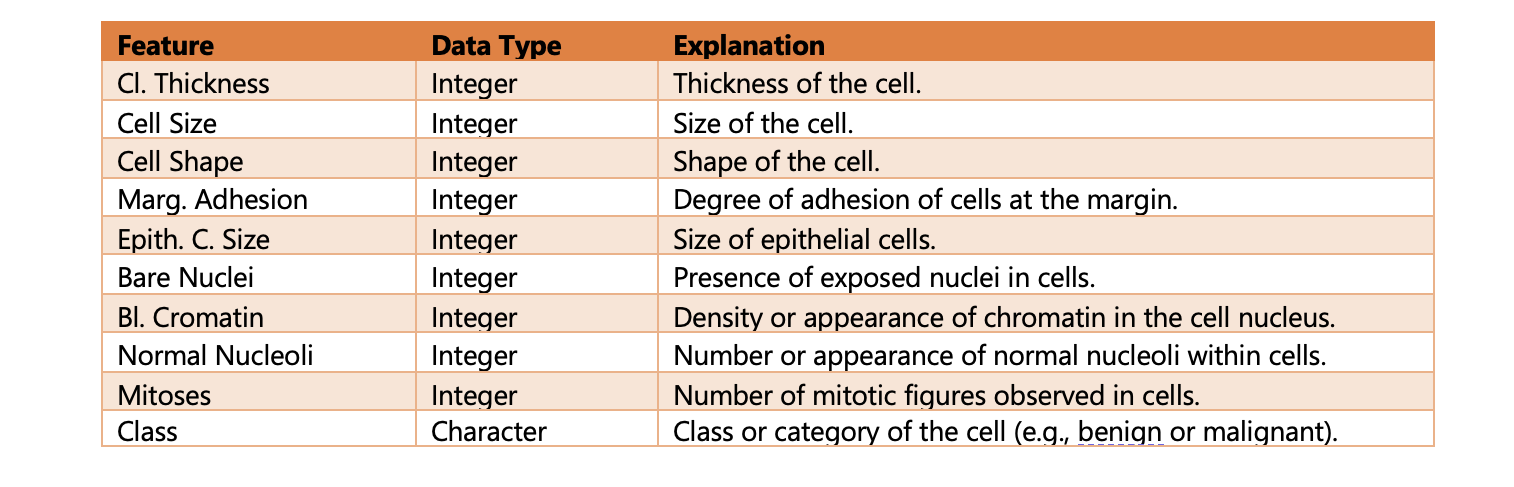 Feature Data Type Explanation
Cl. Thickness Integer Thickness of the cell.
Cell Size Integer Size of the cell.
Cell Shape Integer Shape of the cell.
Marg. Adhesion Integer Degree of adhesion of cells at the margin.
Epith. C. Size Integer Size of epithelial cells.
Bare Nuclei Integer Presence of exposed nuclei in cells.
Bl. Cromatin Integer Density or appearance of chromatin in the cell nucleus.
Normal Nucleoli Integer Number or appearance of normal nucleoli within cells.
Mitoses Integer Number of mitotic figures observed in cells.
Class Character Class or category of the cell (e.g., benign or malignant).